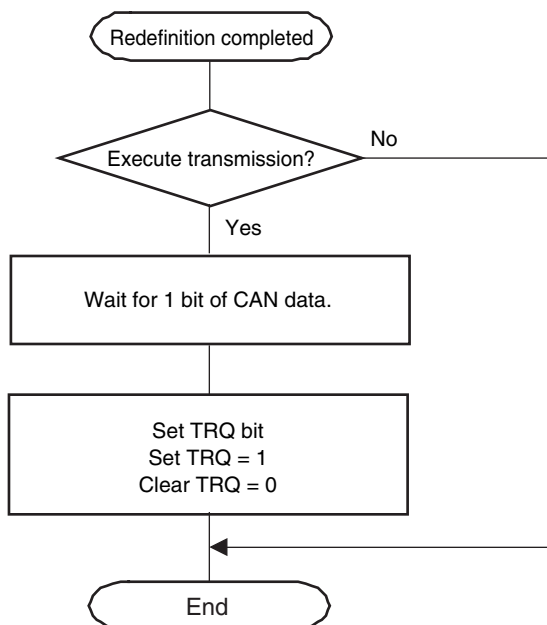 Redefinition completed
Execute transmission?
No
Yes
Wait for 1 bit of CAN data.
Set TRQ bit
Set TRQ = 1
Clear TRQ = 0
End